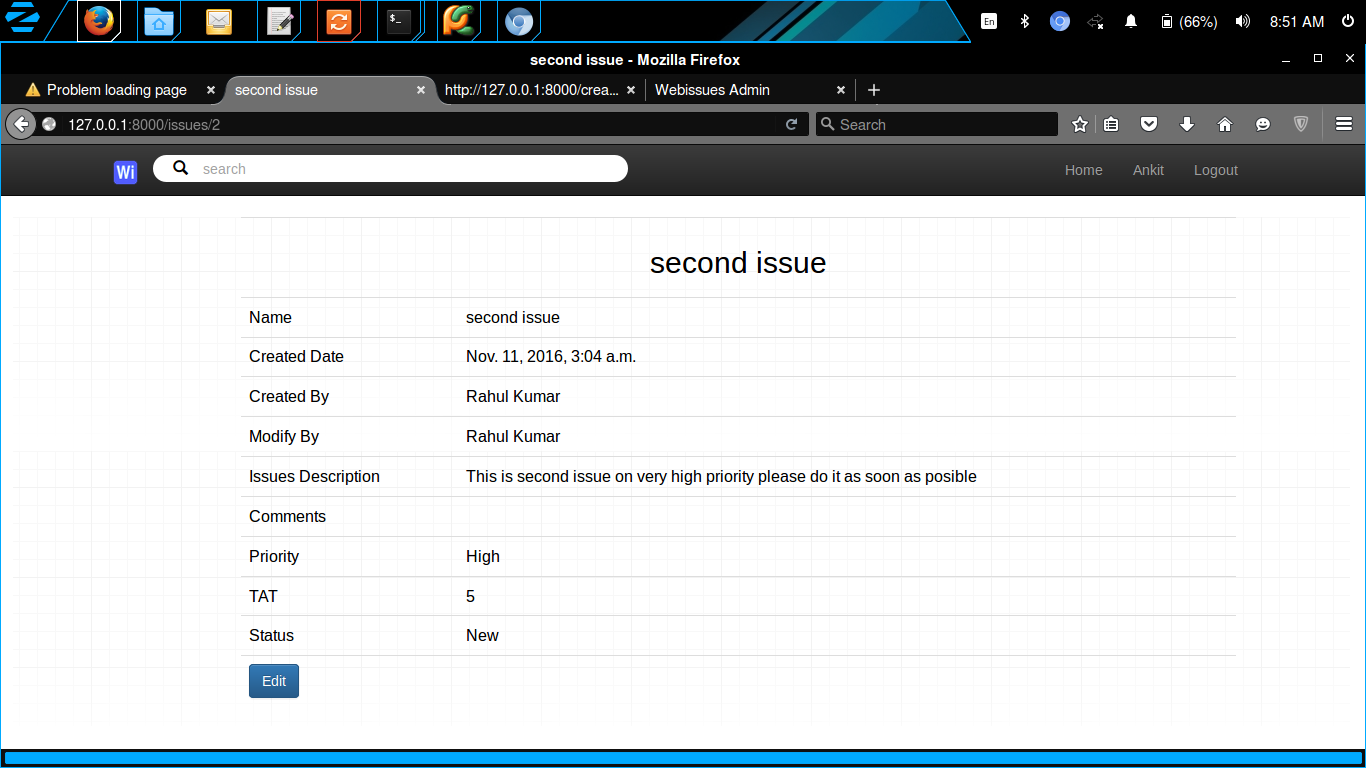 En (66%) 8:51 AM
second issue - Mozilla Firefox
Problem loading page second issue http://127.0.0.1:8000/crea... Webissues Admin
127.0.0.1:8000/issues/2 Search
Wi search Home Ankit Logout
second issue
Name second issue
Created Date Nov. 11, 2016, 3:04 a.m.
Created By Rahul Kumar
Modify By Rahul Kumar
Issues Description This is second issue on very high priority please do it as soon as posible
Comments
Priority High
TAT 5
Status New
Edit